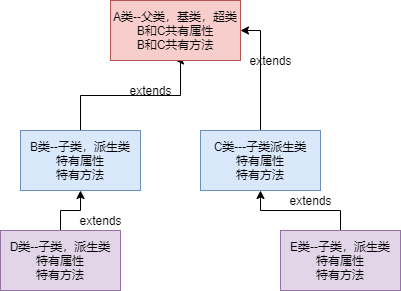 A类--父类，基类，超类
B和C共有属性
B和C共有方法
extends
extends
B类--子类，派生类
特有属性
特有方法
C类---子类派生类
特有属性
特有方法
extends
extends
D类--子类，派生类
特有属性
特有方法
E类--子类，派生类
特有属性
特有方法